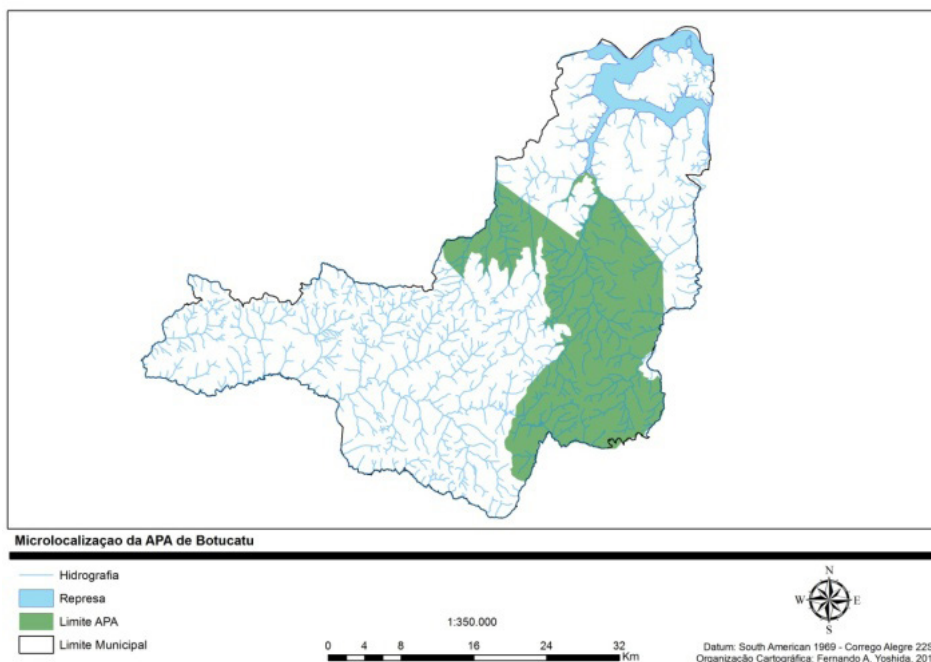 Microlocalizaçao da APA de Botucatu
Hidrografia
Represa
Limite APA
Limite Municipal
1:350.000
0 4 8 16 24 32
Km
N
W E
S
Datum: South American 1969 - Corrego Alegre 22S
Organização Cartográfica: Fernando A. Yoshida,